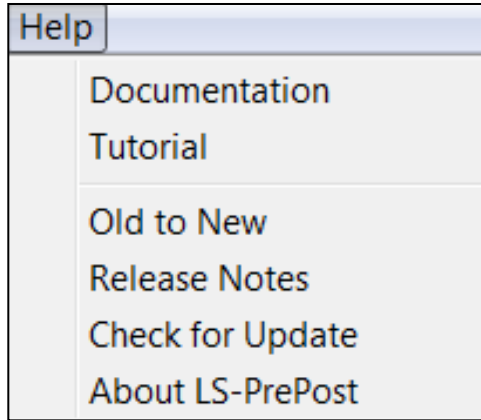 Help
Documentation
Tutorial
Old to New
Release Notes
Check for Update
About LS-PrePost